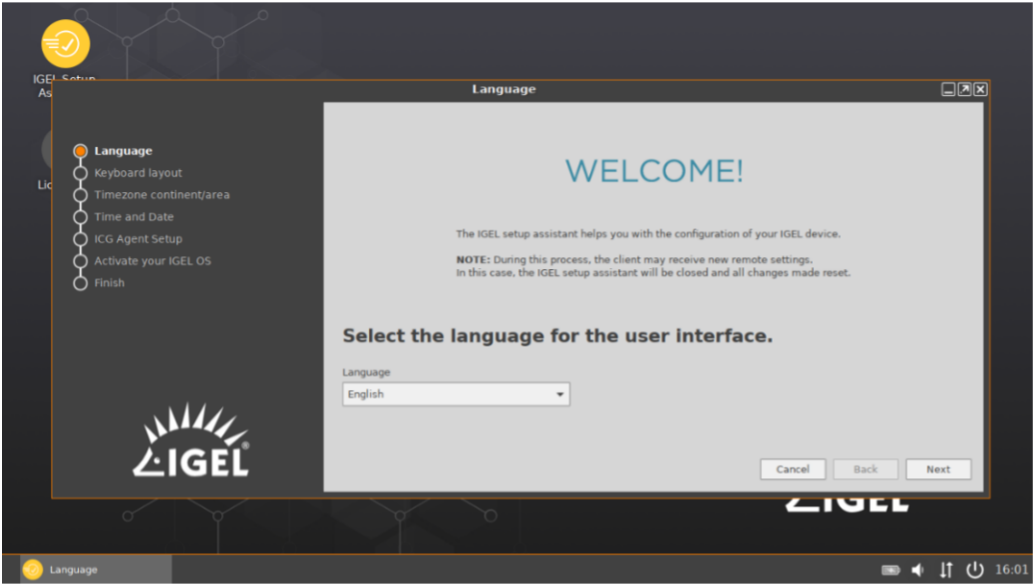 IGEL Setup
As
Lic
Language
Language
Keyboard layout
Timezone continent/area
Time and Date
ICG Agent Setup
Activate your IGEL OS
Finish
IGEL®
WELCOME!
The IGEL setup assistant helps you with the configuration of your IGEL device.
NOTE: During this process, the client may receive new remote settings.
In this case, the IGEL setup assistant will be closed and all changes made reset.
Select the language for the user interface.
Language
English
Cancel
Back
Next
IGEL
Language
16:01